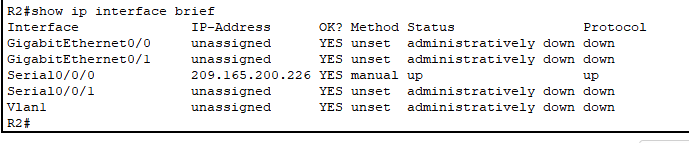 R2#show ip interface brief
Interface IP-Address OK? Method Status Protocol
GigabitEthernet0/0 unassigned YES unset administratively down down
GigabitEthernet0/1 unassigned YES unset administratively down down
Serial0/0/0 209.165.200.226 YES manual up up
Serial0/0/1 unassigned YES unset administratively down down
Vlan1 unassigned YES unset administratively down down
R2#